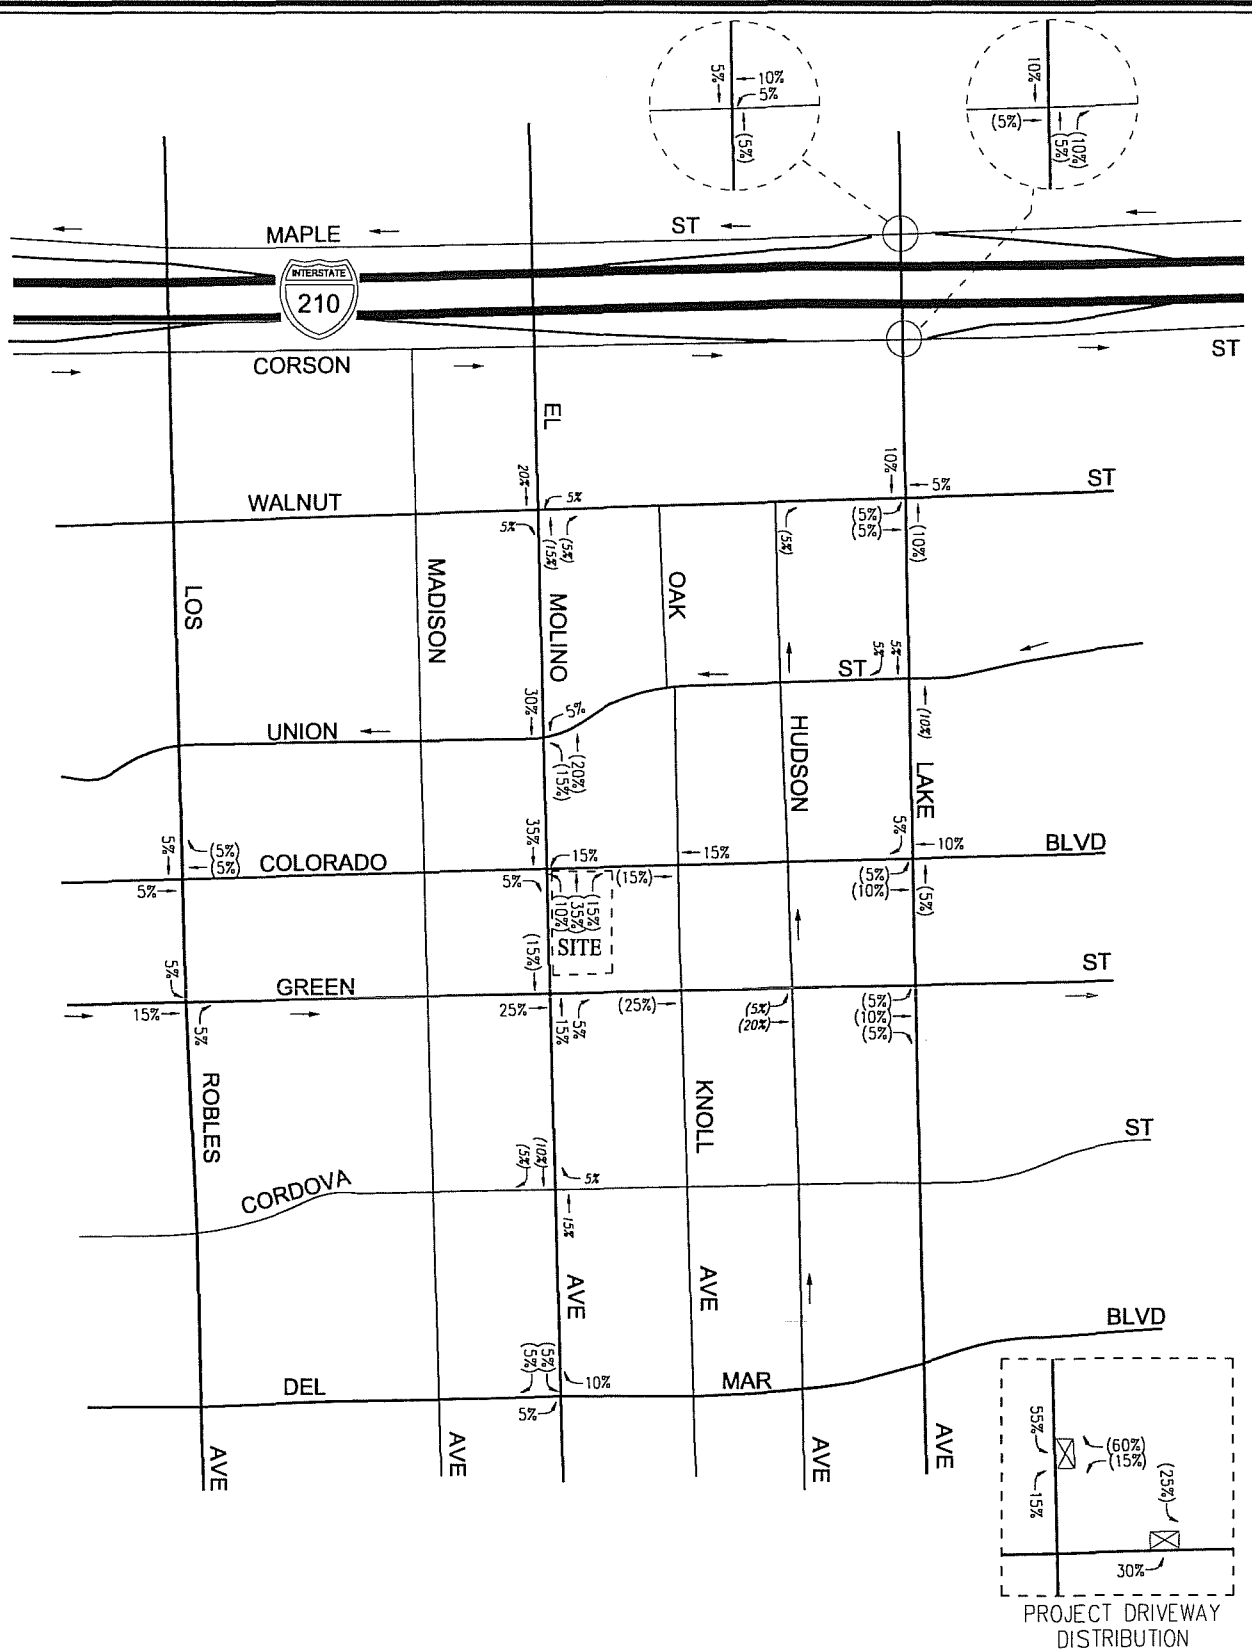 5%
10%
5%
(5%)
10%
(5%)
(5%)
(10%)
MAPLE
ST
INTERSTATE
210
CORSON
ST
EL
20%
5%
5%
(15%)
(5%)
10%
5%
(5%)
(5%)
(10%)
(5%)
WALNUT
ST
LOS
MADISON
MOLINO
OAK
HUDSON
LAKE
5%
5%
ST
(10%)
30%
5%
(20%)
(15%)
UNION
35%
15%
15%
5%
10%
5%
(5%)
(5%)
COLORADO
BLVD
5%
5%
(10%)
(35%)
(15%)
(15%)
(5%)
(10%)
(5%)
SITE
(15%)
5%
GREEN
ST
15%
5%
25%
15%
5%
(25%)
(5%)
(20%)
(5%)
(10%)
(5%)
ROBLES
KNOLL
ST
(5%)
(10%)
5%
15%
CORDOVA
AVE
AVE
BLVD
(5%)
(5%)
10%
5%
DEL
MAR
AVE
AVE
AVE
AVE
55%
(60%)
(15%)
15%
(25%)
30%
PROJECT DRIVEWAY
DISTRIBUTION